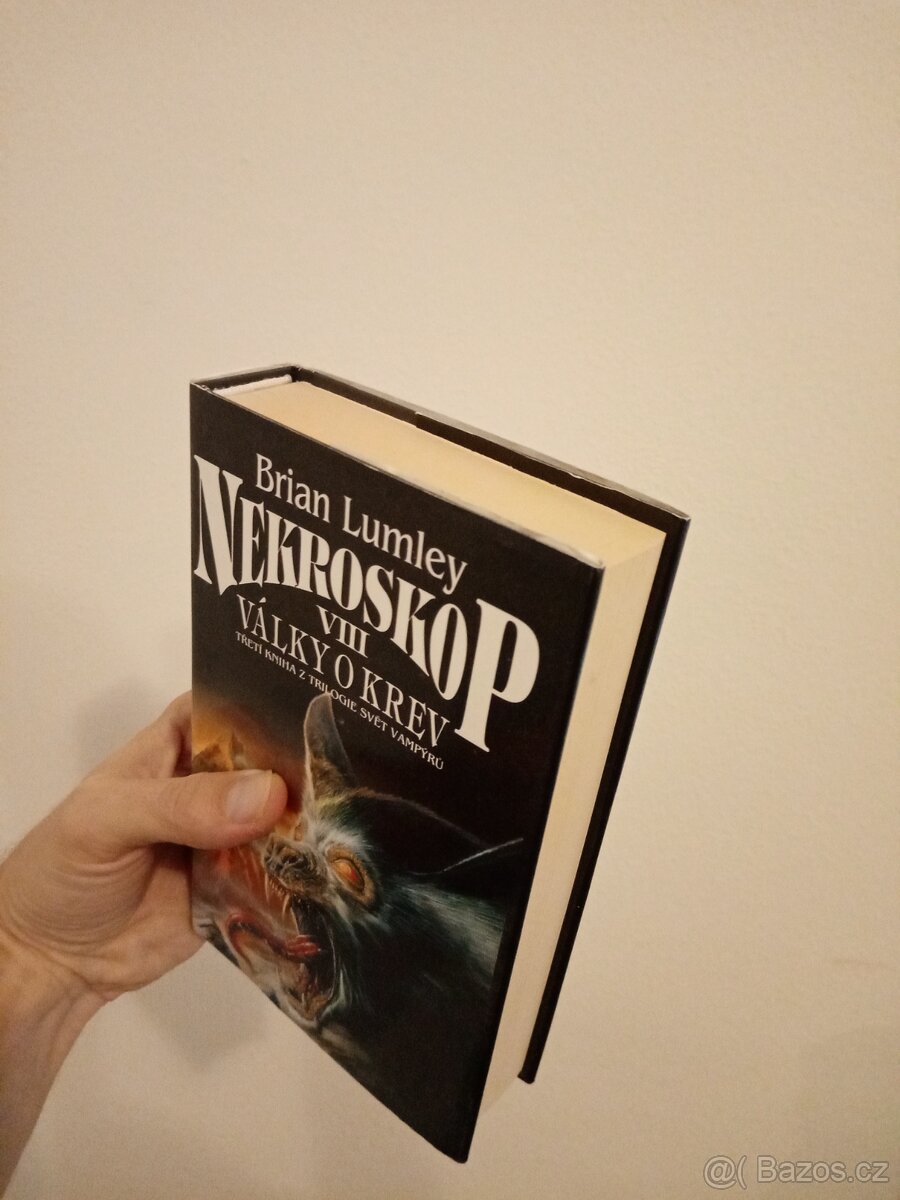 Brian Lumley
NEKROSKOP
VIII
VÁLKY O KREV
TŘETÍ KNIHA Z TRILOGIE SVĚT VAMPÝRŮ
@( Bazos.cz